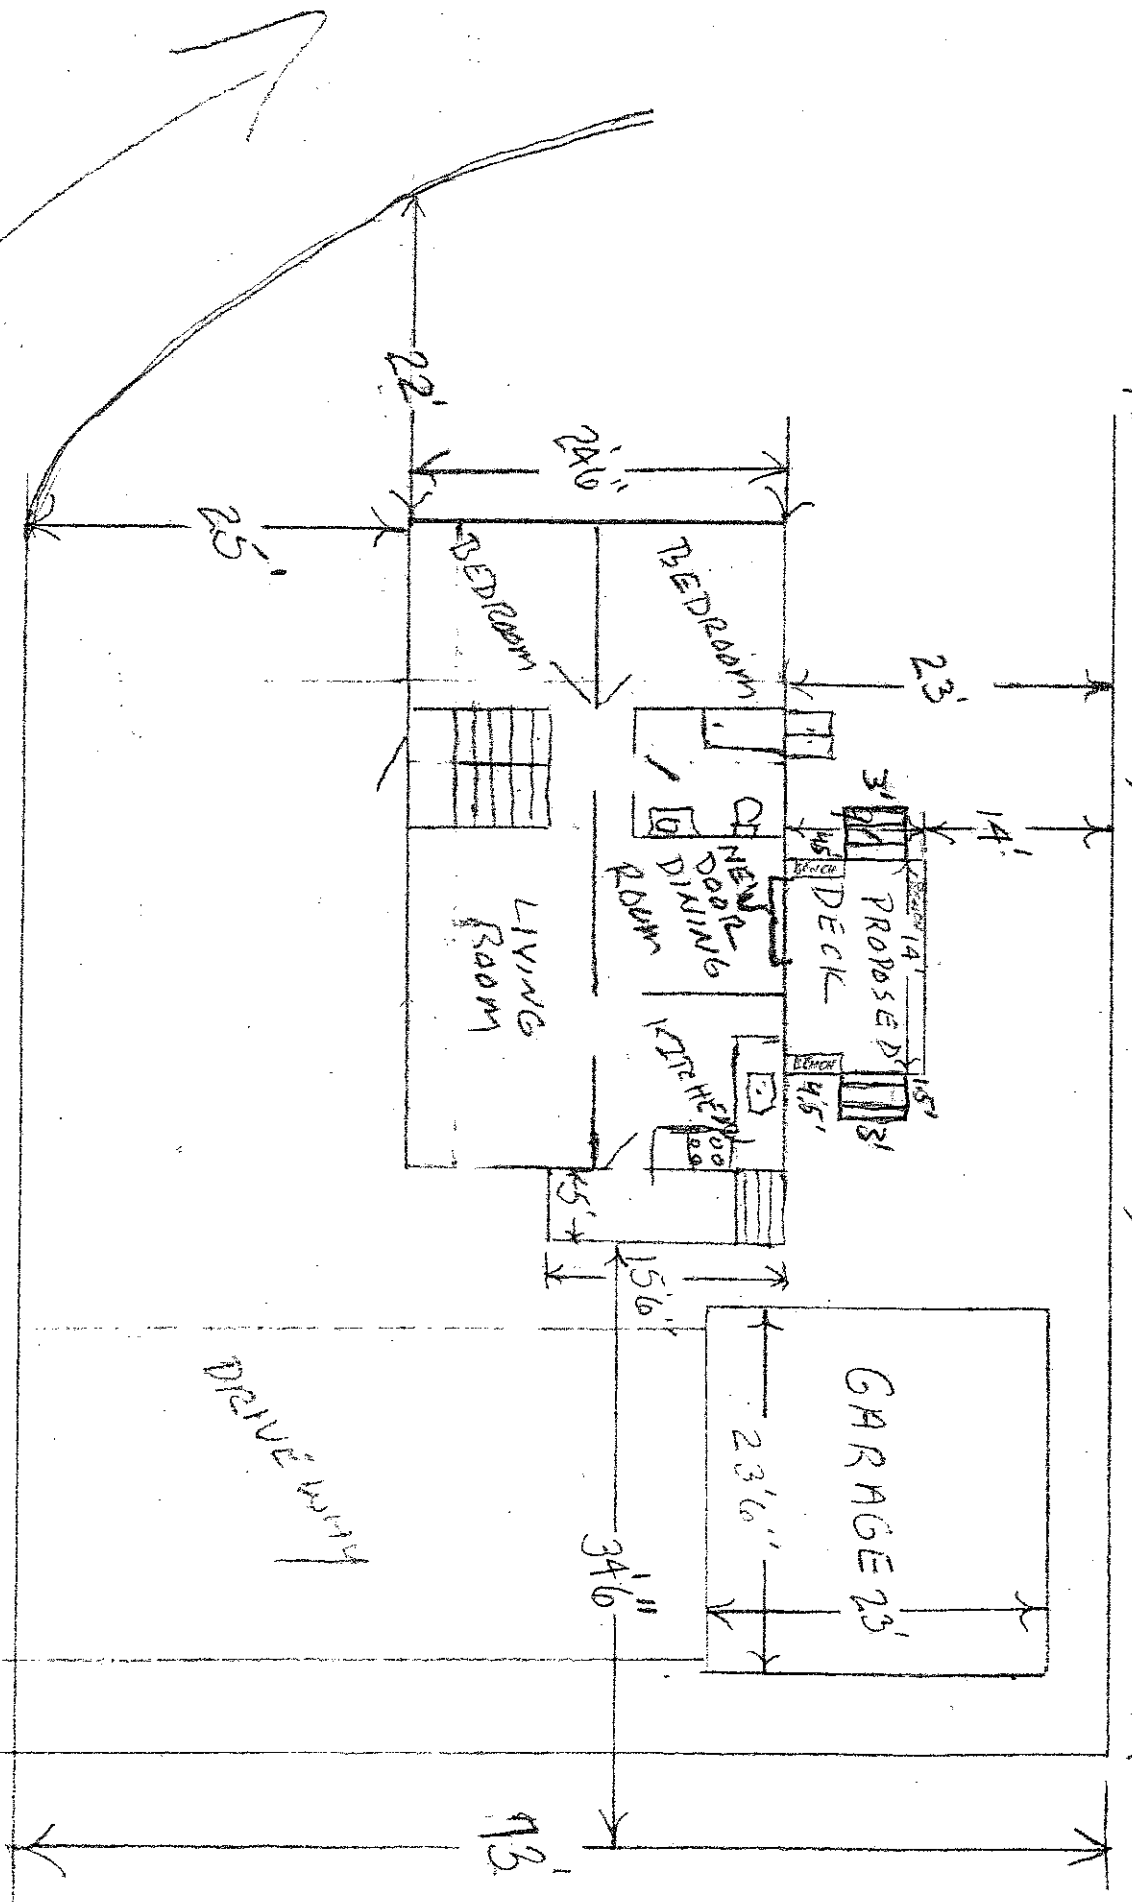 22'
24'6"
25'
BEDROOM
BEDROOM
23'
14'
3'
4.5'
BENCH
14'
PROPOSED
DECK
NEW
DOOR
DINING
ROOM
LIVING
ROOM
KITCHEN
BENCH
4.5'
1.5'
3'
5'
15'6"
GARAGE
23'
23'6"
34'6"
DRIVEWAY
73'